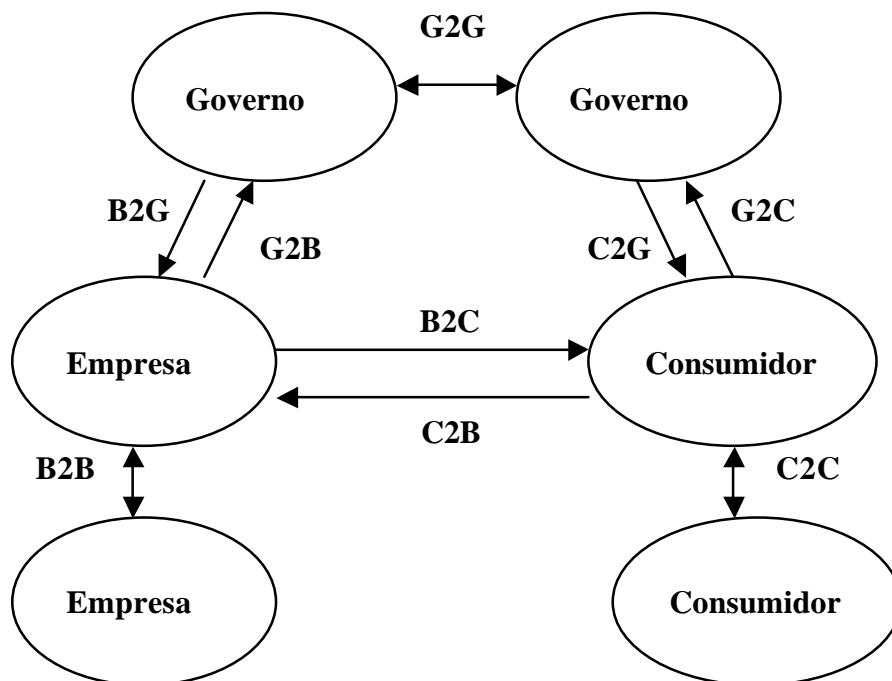 G2G
Governo
Governo
B2G
G2B
C2G
G2C
B2C
Empresa
Consumidor
C2B
B2B
C2C
Empresa
Consumidor